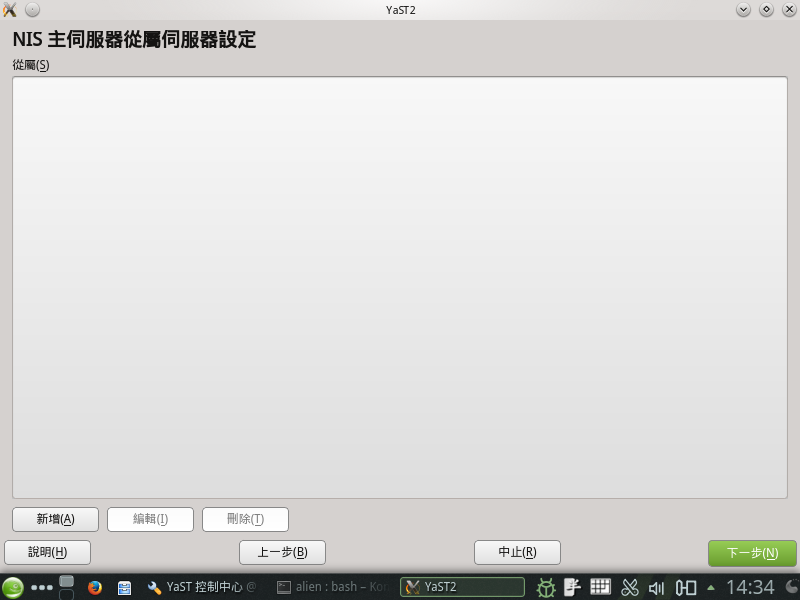 YaST2
NIS 主伺服器從屬伺服器設定
從屬(S)
新增(A) 編輯(I) 刪除(T)
說明(H) 上一步(B) 中止(R) 下一步(N)
YaST 控制中心 @ alien : bash – Kon YaST2 14:34